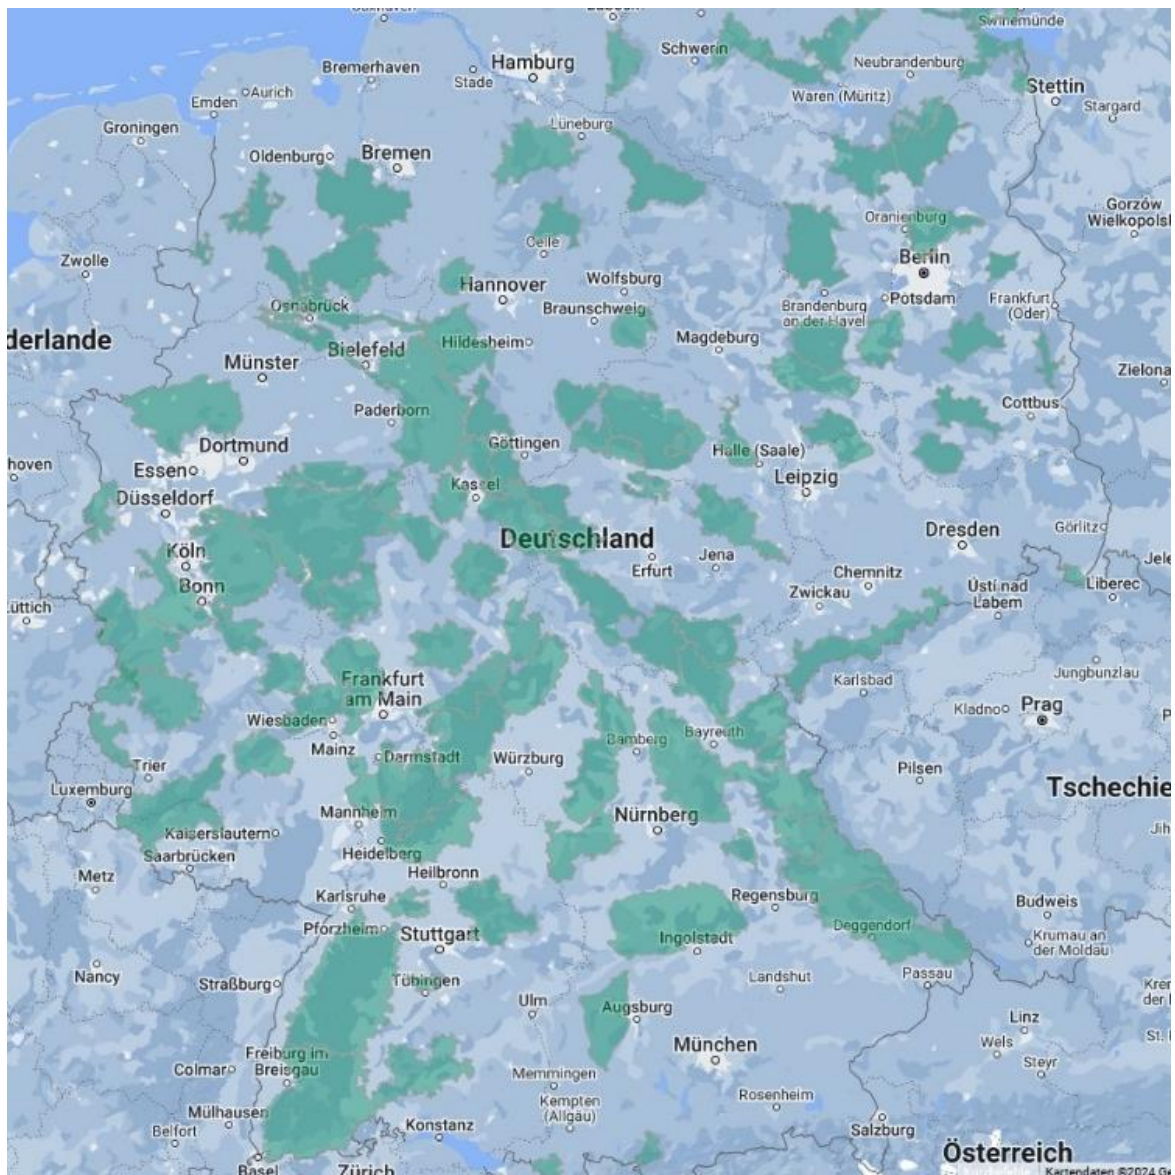 Hamburg
Schwerin
Swinemünde
Neubrandenburg
Bremerhaven
Stade
Waren (Müritz)
Stettin
Stargard
Aurich
Emden
Groningen
Lüneburg
Oldenburg
Bremen
Gorzów
Wielkopols
Oranienburg
Celle
Berlin
Zwolle
Wolfsburg
Hannover
Braunschweig
Brandenburg
an der Havel
Potsdam
Frankfurt
(Oder)
Osnabrück
derlande
Bielefeld
Hildesheim
Magdeburg
Münster
Zielona
Paderborn
Cottbus
Göttingen
Dortmund
Halle (Saale)
hoven
Essen
Kassel
Leipzig
Düsseldorf
Deutschland
Dresden
Görlitz
Köln
Jena
Erfurt
Chemnitz
Bonn
Zwickau
Ústí nad
Labem
Liberec
Jele
Lüttich
Frankfurt
am Main
Karlsbad
Jungbunzlau
Kladno
Prag
Wiesbaden
Mainz
Bamberg
Bayreuth
Trier
Darmstadt
Würzburg
Pilsen
Luxemburg
Tschechie
Mannheim
Nürnberg
Kaiserslautern
Saarbrücken
Heidelberg
Metz
Heilbronn
Karlsruhe
Regensburg
Budweis
Pforzheim
Stuttgart
Ingolstadt
Deggendorf
Krumau an
der Moldau
Nancy
Straßburg
Tübingen
Landshut
Passau
Ulm
Augsburg
Linz
Wels
Steyr
München
Freiburg im
Breisgau
Colmar
Memmingen
Kempten
(Allgäu)
Rosenheim
Mülhausen
Belfort
Konstanz
Salzburg
Basel
Zürich
Österreich
Kartendaten ©2024 Ge